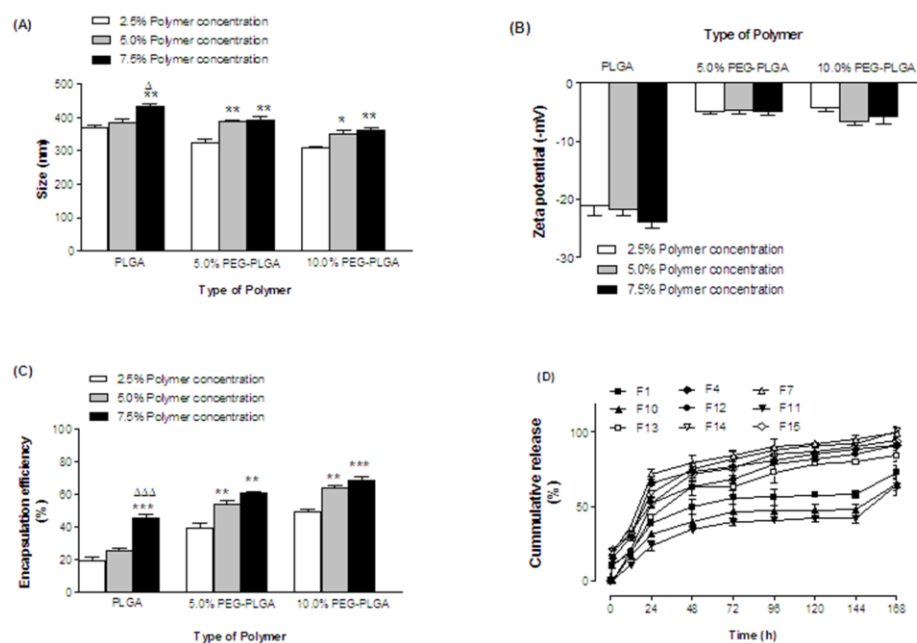 (A)
2.5% Polymer concentration
5.0% Polymer concentration
7.5% Polymer concentration
500
400
300
200
100
0
Size (nm)
Δ
**
** **
* **
PLGA 5.0% PEG-PLGA 10.0% PEG-PLGA
Type of Polymer
(B)
Type of Polymer
PLGA 5.0% PEG-PLGA 10.0% PEG-PLGA
0
-10
-20
-30
Zeta potential (-mV)
2.5% Polymer concentration
5.0% Polymer concentration
7.5% Polymer concentration
(C)
2.5% Polymer concentration
5.0% Polymer concentration
7.5% Polymer concentration
100
80
60
40
20
0
Encapsulation efficiency
(%)
ΔΔΔ
***
** **
** ***
PLGA 5.0% PEG-PLGA 10.0% PEG-PLGA
Type of Polymer
(D)
F1 F4 F7
F10 F12 F11
F13 F14 F15
100
50
0
Cummulative release
(%)
0 24 48 72 96 120 144 168
Time (h)